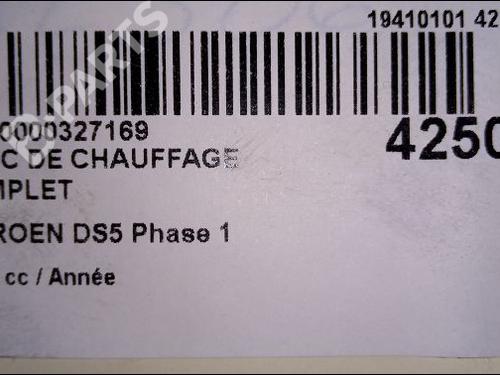 19410101 42
B-PARTS
0000327169
4250
C DE CHAUFFAGE
MPLET
ROEN DS5 Phase 1
cc / Année